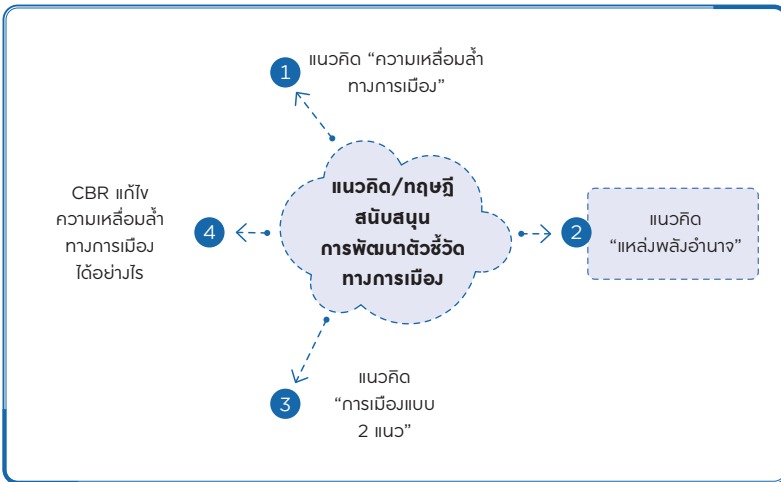 1
แนวคิด “ความเหลื่อมล้ำ
ทางการเมือง”
แนวคิด/ทฤษฎี
สนับสนุน
การพัฒนาตัวชี้วัด
ทางการเมือง
2
แนวคิด
“แหล่งพลังอำนาจ”
3
แนวคิด
“การเมืองแบบ
2 แนว”
4
CBR แก้ไข
ความเหลื่อมล้ำ
ทางการเมือง
ได้อย่างไร